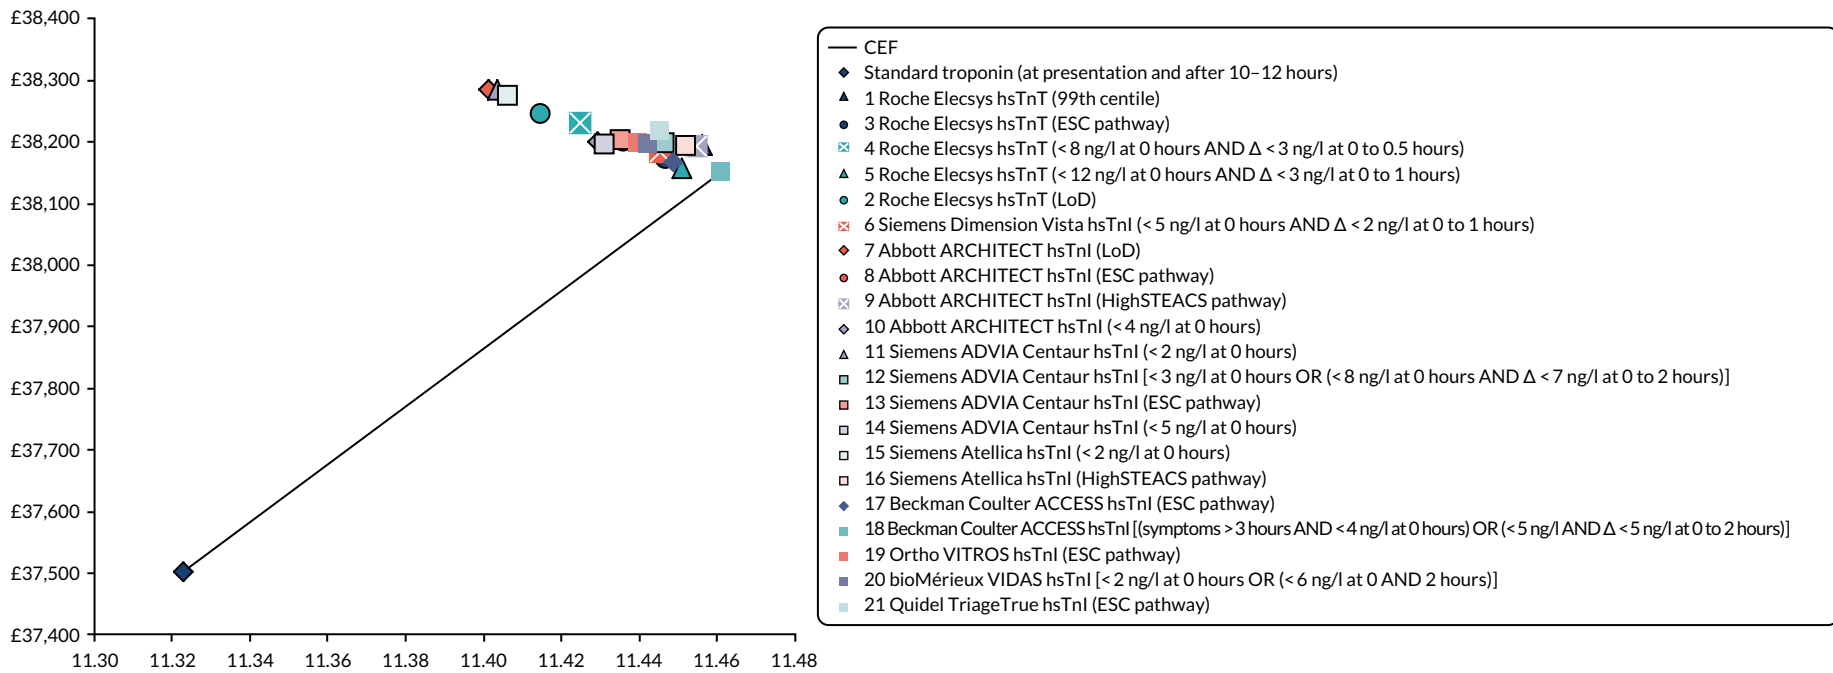 £38,400
£38,300
£38,200
£38,100
£38,000
£37,900
£37,800
£37,700
£37,600
£37,500
£37,400
11.30 11.32 11.34 11.36 11.38 11.40 11.42 11.44 11.46 11.48
CEF
Standard troponin (at presentation and after 10–12 hours)
1 Roche Elecsys hsTnT (99th centile)
3 Roche Elecsys hsTnT (ESC pathway)
4 Roche Elecsys hsTnT (< 8 ng/l at 0 hours AND Δ < 3 ng/l at 0 to 0.5 hours)
5 Roche Elecsys hsTnT (< 12 ng/l at 0 hours AND Δ < 3 ng/l at 0 to 1 hours)
2 Roche Elecsys hsTnT (LoD)
6 Siemens Dimension Vista hsTnI (< 5 ng/l at 0 hours AND Δ < 2 ng/l at 0 to 1 hours)
7 Abbott ARCHITECT hsTnI (LoD)
8 Abbott ARCHITECT hsTnI (ESC pathway)
9 Abbott ARCHITECT hsTnI (HighSTEACS pathway)
10 Abbott ARCHITECT hsTnI (< 4 ng/l at 0 hours)
11 Siemens ADVIA Centaur hsTnI (< 2 ng/l at 0 hours)
12 Siemens ADVIA Centaur hsTnI [< 3 ng/l at 0 hours OR (< 8 ng/l at 0 hours AND Δ < 7 ng/l at 0 to 2 hours)]
13 Siemens ADVIA Centaur hsTnI (ESC pathway)
14 Siemens ADVIA Centaur hsTnI (< 5 ng/l at 0 hours)
15 Siemens Atellica hsTnI (< 2 ng/l at 0 hours)
16 Siemens Atellica hsTnI (HighSTEACS pathway)
17 Beckman Coulter ACCESS hsTnI (ESC pathway)
18 Beckman Coulter ACCESS hsTnI [(symptoms > 3 hours AND < 4 ng/l at 0 hours) OR (< 5 ng/l AND Δ < 5 ng/l at 0 to 2 hours)]
19 Ortho VITROS hsTnI (ESC pathway)
20 bioMérieux VIDAS hsTnI [< 2 ng/l at 0 hours OR (< 6 ng/l at 0 AND 2 hours)]
21 Quidel TriageTrue hsTnI (ESC pathway)